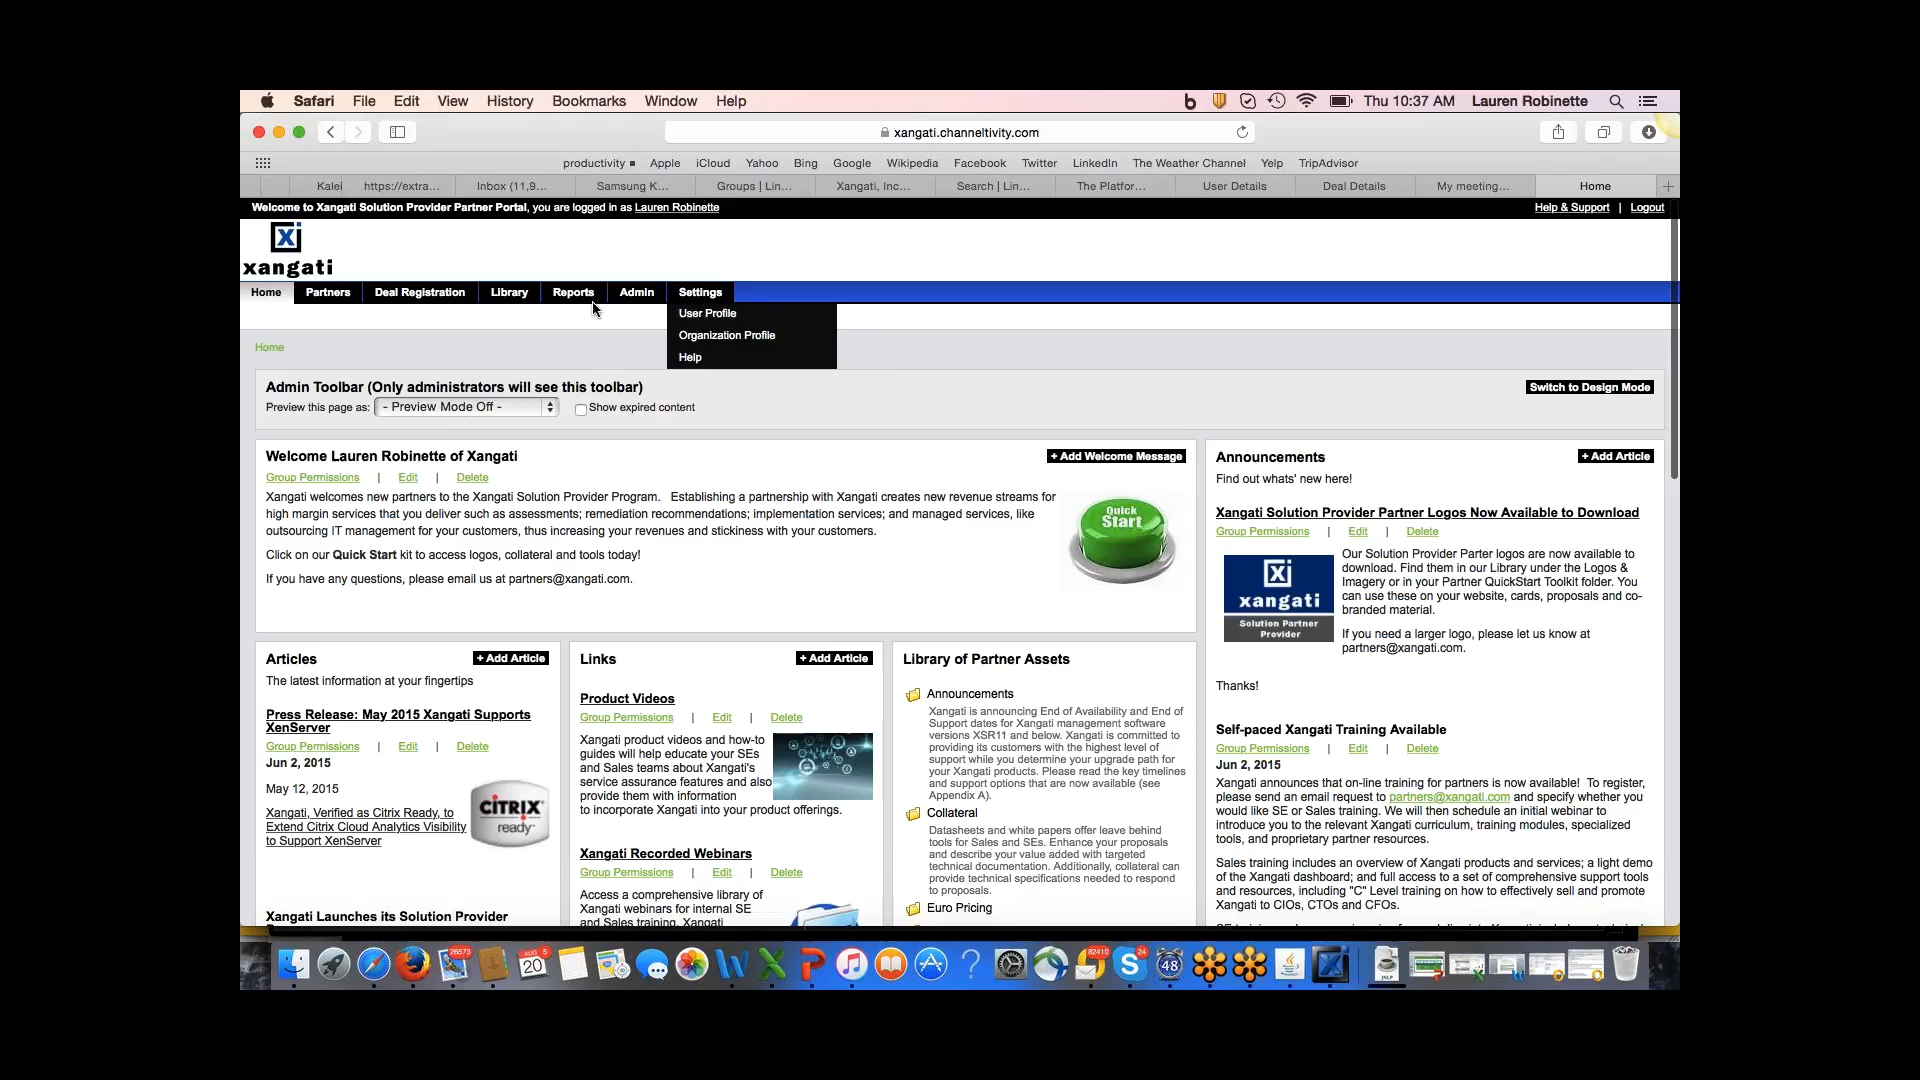 Safari File Edit View History Bookmarks Window Help
Thu 10:37 AM Lauren Robinette
xangati.channeltivity.com
productivity Apple iCloud Yahoo Bing Google Wikipedia Facebook Twitter LinkedIn The Weather Channel Yelp TripAdvisor
Kalei https://extra... Inbox (11,9... Samsung K... Groups | Lin... Xangati, Inc... Search | Lin... The Platfor... User Details Deal Details My meeting... Home
Welcome to Xangati Solution Provider Partner Portal, you are logged in as Lauren Robinette
Help & Support | Logout
xangati
Home Partners Deal Registration Library Reports Admin Settings
User Profile
Organization Profile
Help
Home
Admin Toolbar (Only administrators will see this toolbar)
Switch to Design Mode
Preview this page as: - Preview Mode Off - Show expired content
Welcome Lauren Robinette of Xangati
+ Add Welcome Message
Group Permissions | Edit | Delete
Xangati welcomes new partners to the Xangati Solution Provider Program. Establishing a partnership with Xangati creates new revenue streams for
high margin services that you deliver such as assessments; remediation recommendations; implementation services; and managed services, like
outsourcing IT management for your customers, thus increasing your revenues and stickiness with your customers.
Click on our Quick Start kit to access logos, collateral and tools today!
If you have any questions, please email us at partners@xangati.com.
Quick
Start
Announcements
+ Add Article
Find out whats' new here!
Xangati Solution Provider Partner Logos Now Available to Download
Group Permissions | Edit | Delete
xangati
Solution Partner
Provider
Our Solution Provider Parter logos are now available to
download. Find them in our Library under the Logos &
Imagery or in your Partner QuickStart Toolkit folder. You
can use these on your website, cards, proposals and co-
branded material.
If you need a larger logo, please let us know at
partners@xangati.com.
Thanks!
Self-paced Xangati Training Available
Group Permissions | Edit | Delete
Jun 2, 2015
Xangati announces that on-line training for partners is now available! To register,
please send an email request to partners@xangati.com and specify whether you
would like SE or Sales training. We will then schedule an initial webinar to
introduce you to the relevant Xangati curriculum, training modules, specialized
tools, and proprietary partner resources.
Sales training includes an overview of Xangati products and services; a light demo
of the Xangati dashboard; and full access to a set of comprehensive support tools
and resources, including "C" Level training on how to effectively sell and promote
Xangati to CIOs, CTOs and CFOs.
Articles
+ Add Article
The latest information at your fingertips
Press Release: May 2015 Xangati Supports
XenServer
Group Permissions | Edit | Delete
Jun 2, 2015
May 12, 2015
Xangati, Verified as Citrix Ready, to
Extend Citrix Cloud Analytics Visibility
to Support XenServer
CITRIX
ready
Xangati Launches its Solution Provider
Links
+ Add Article
Product Videos
Group Permissions | Edit | Delete
Xangati product videos and how-to
guides will help educate your SEs
and Sales teams about Xangati's
service assurance features and also
provide them with information
to incorporate Xangati into your product offerings.
Xangati Recorded Webinars
Group Permissions | Edit | Delete
Access a comprehensive library of
Xangati webinars for internal SE
and Sales training. Xangati
Library of Partner Assets
Announcements
Xangati is announcing End of Availability and End of
Support dates for Xangati management software
versions XSR11 and below. Xangati is committed to
providing its customers with the highest level of
support while you determine your upgrade path for
your Xangati products. Please read the key timelines
and support options that are now available (see
Appendix A).
Collateral
Datasheets and white papers offer leave behind
tools for Sales and SEs. Enhance your proposals
and describe your value added with targeted
technical documentation. Additionally, collateral can
provide technical specifications needed to respond
to proposals.
Euro Pricing
26573 AUG 5 20 82410 24 48
JNLP